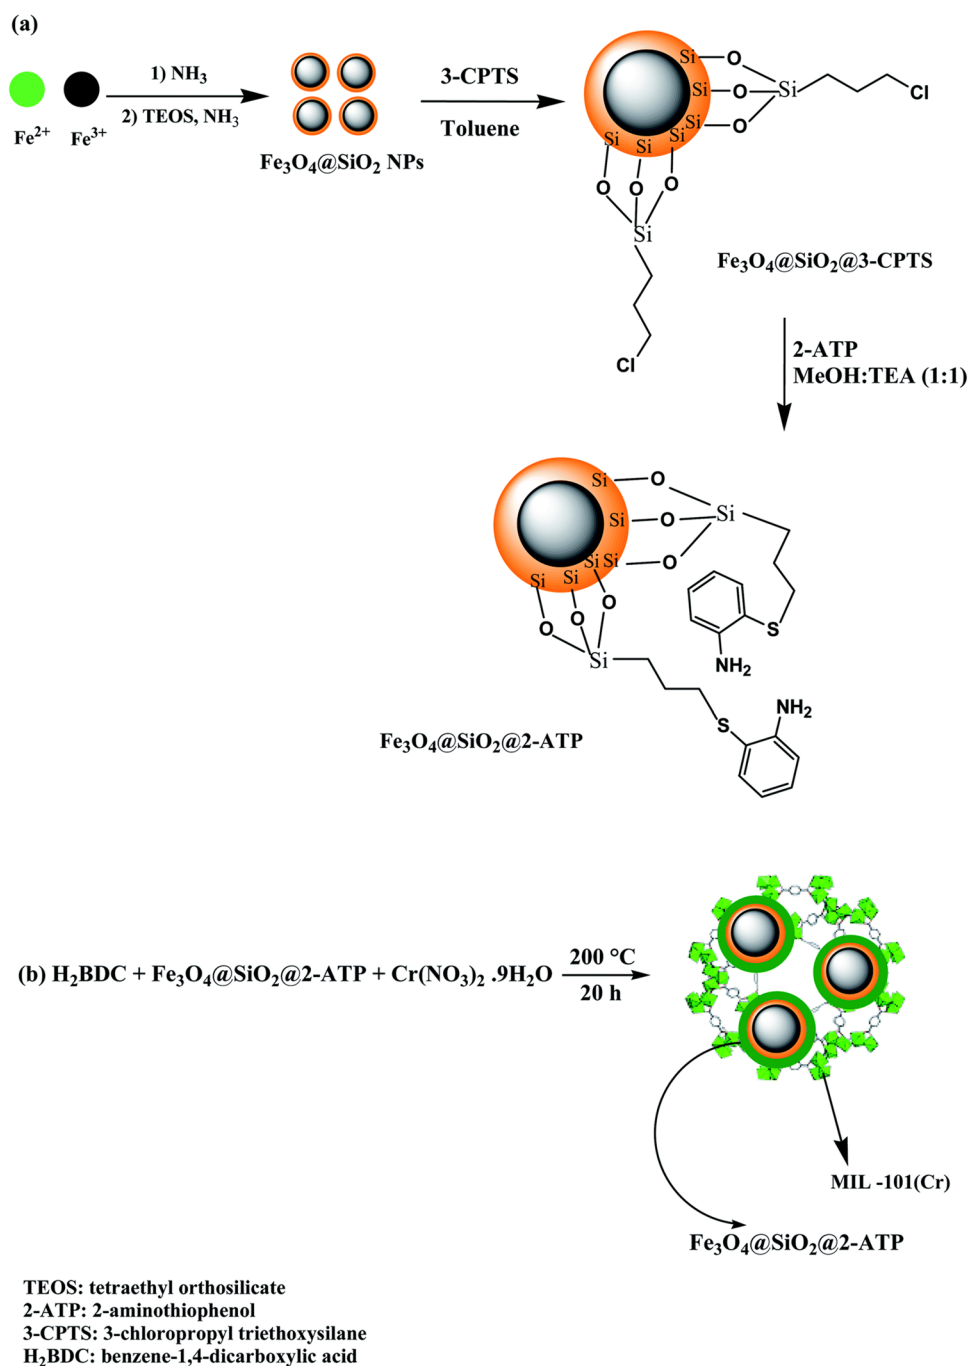 (a)
Fe2+
Fe3+
1) NH3
2) TEOS, NH3
Fe3O4@SiO2 NPs
3-CPTS
Toluene
Si
O
Si
O
Si
Cl
Si
O
Si
Si
Si
O
O
O
Si
Cl
Fe3O4@SiO2@3-CPTS
2-ATP
MeOH:TEA (1:1)
Si
O
Si
O
Si
Si
Si
O
Si
Si
O
O
O
S
NH2
Si
NH2
S
Fe3O4@SiO2@2-ATP
(b) H2BDC + Fe3O4@SiO2@2-ATP + Cr(NO3)2 .9H2O
200 °C
20 h
MIL -101(Cr)
Fe3O4@SiO2@2-ATP
TEOS: tetraethyl orthosilicate
2-ATP: 2-aminothiophenol
3-CPTS: 3-chloropropyl triethoxysilane
H2BDC: benzene-1,4-dicarboxylic acid